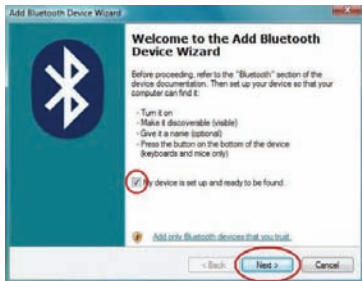 Add Bluetooth Device Wizard
Welcome to the Add Bluetooth
Device Wizard
Before proceeding, refer to the "Bluetooth" section of the
device documentation. Then set up your device so that your
computer can find it:
- Turn it on
- Make it discoverable (visible)
- Give it a name (optional)
- Press the button on the bottom of the device
(keyboards and mice only)
My device is set up and ready to be found.
Add only Bluetooth devices that you trust.
< Back
Next >
Cancel